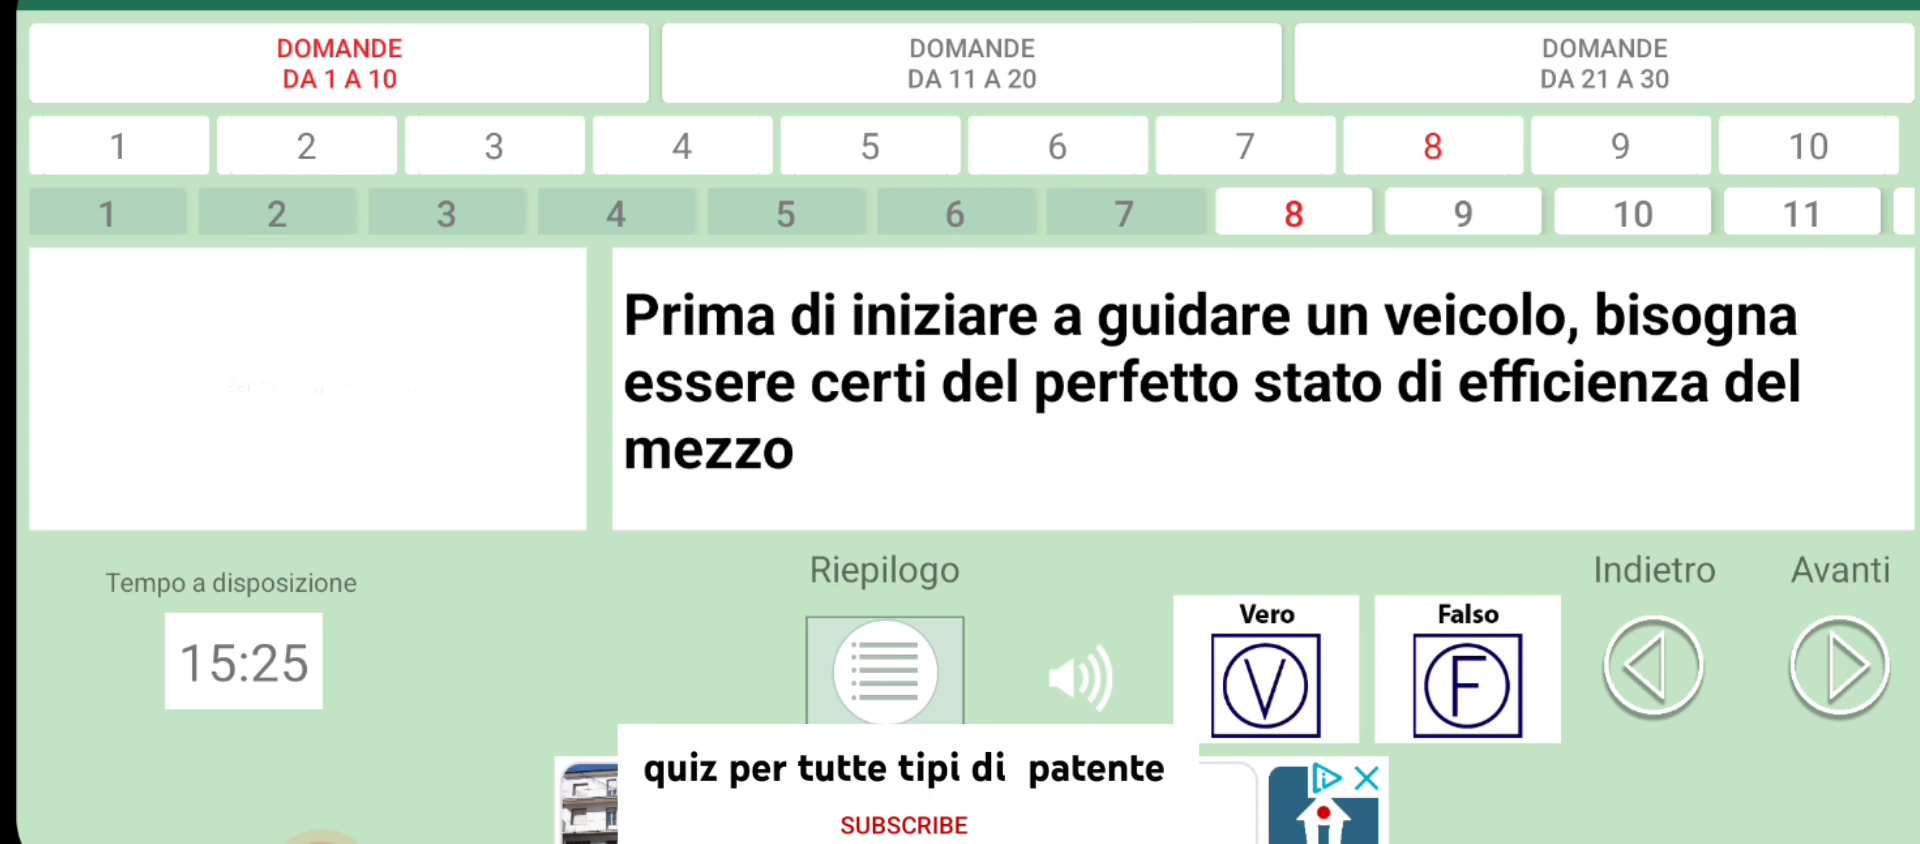 DOMANDE
DA 1 A 10
DOMANDE
DA 11 A 20
DOMANDE
DA 21 A 30
1 2 3 4 5 6 7 8 9 10
1 2 3 4 5 6 7 8 9 10 11
Prima di iniziare a guidare un veicolo, bisogna
essere certi del perfetto stato di efficienza del
mezzo
Tempo a disposizione
15:25
Riepilogo
Vero
V
Falso
F
Indietro
Avanti
quiz per tutte tipi di patente
SUBSCRIBE